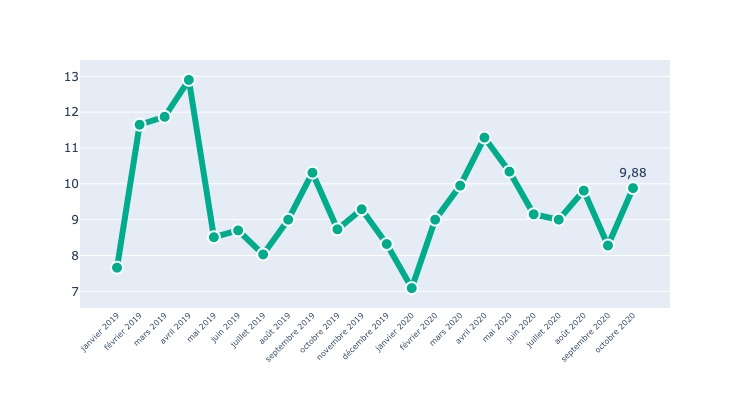 13
12
11
10
9
8
7
9,88
janvier 2019
février 2019
mars 2019
avril 2019
mai 2019
juin 2019
juillet 2019
août 2019
septembre 2019
octobre 2019
novembre 2019
décembre 2019
janvier 2020
février 2020
mars 2020
avril 2020
mai 2020
juin 2020
juillet 2020
août 2020
septembre 2020
octobre 2020